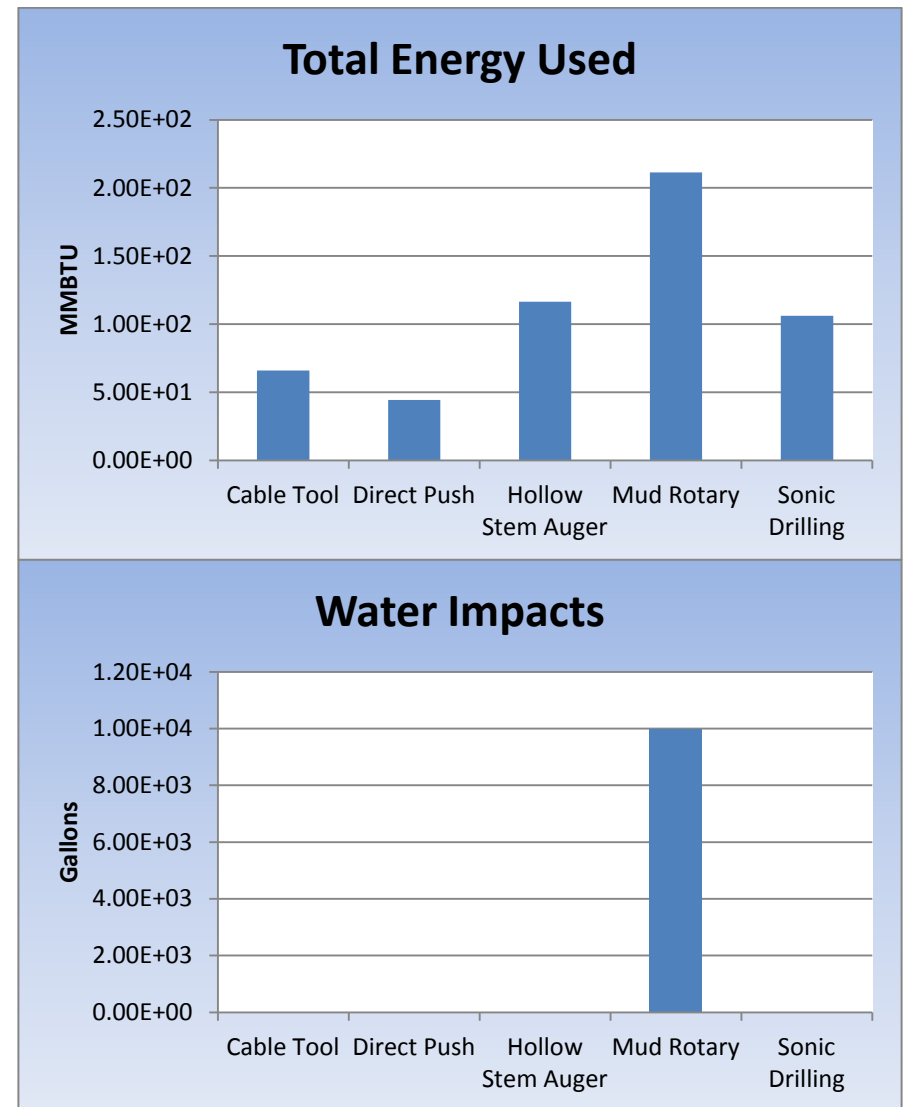 Total Energy Used
2.50E+02
2.00E+02
1.50E+02
1.00E+02
5.00E+01
0.00E+00
MMBTU
Cable Tool Direct Push Hollow Mud Rotary Sonic
Stem Auger Drilling
Water Impacts
1.20E+04
1.00E+04
8.00E+03
6.00E+03
4.00E+03
2.00E+03
0.00E+00
Gallons
Cable Tool Direct Push Hollow Mud Rotary Sonic
Stem Auger Drilling